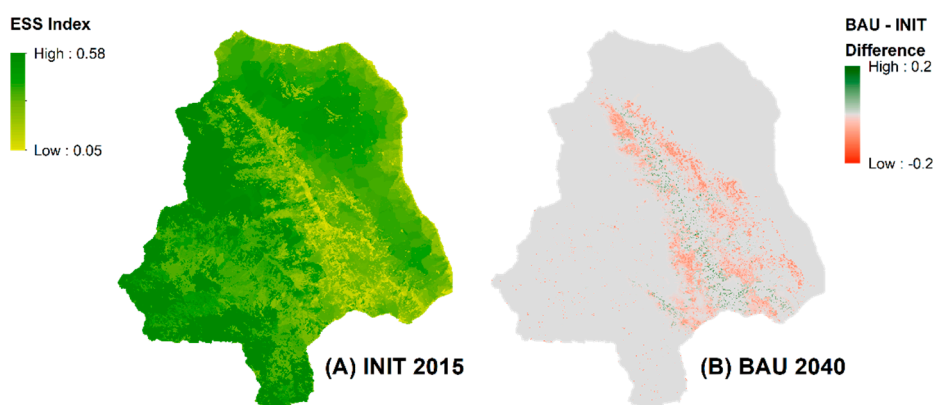 ESS Index
High : 0.58
Low : 0.05
(A) INIT 2015
BAU - INIT
Difference
High : 0.2
Low : -0.2
(B) BAU 2040